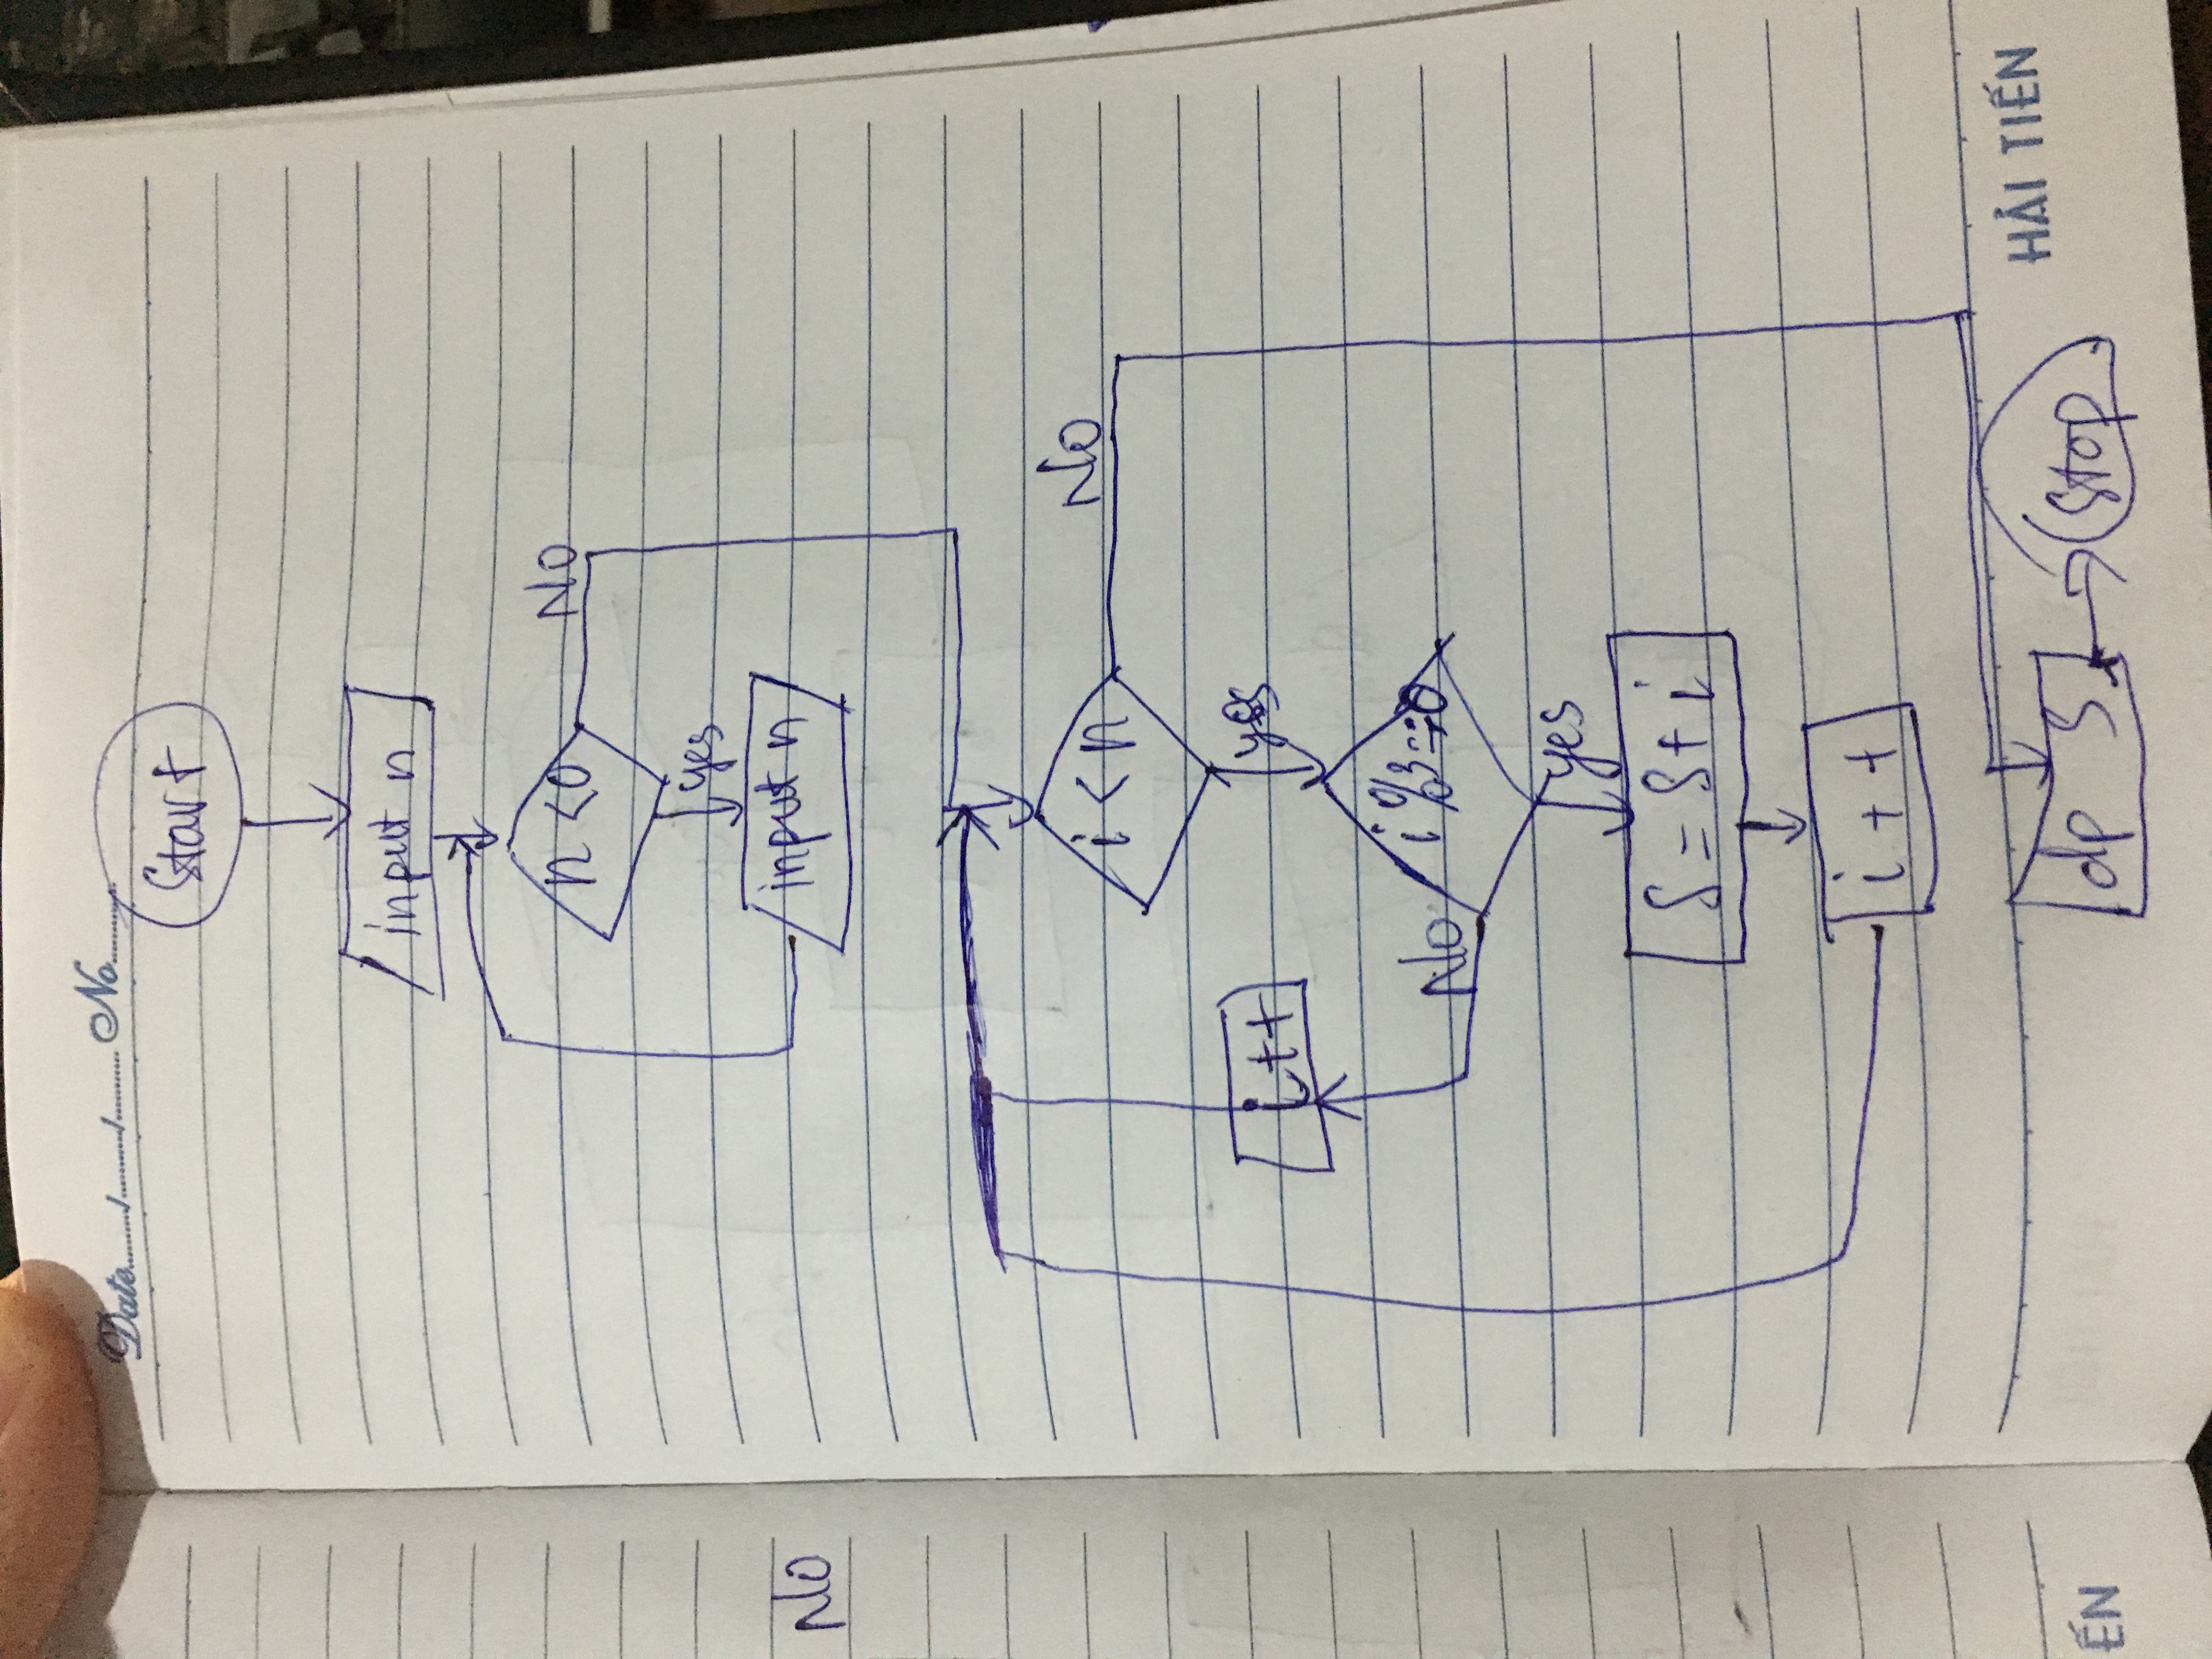 Date......../......../........ No..........
Start
input n
n < 0
NO
yes
input n
NO
i < n
NO
yes
i++
i % 3 == 0
No
yes
S = S + i
i++
dp S
Stop
HẢI TIẾN
ẾN